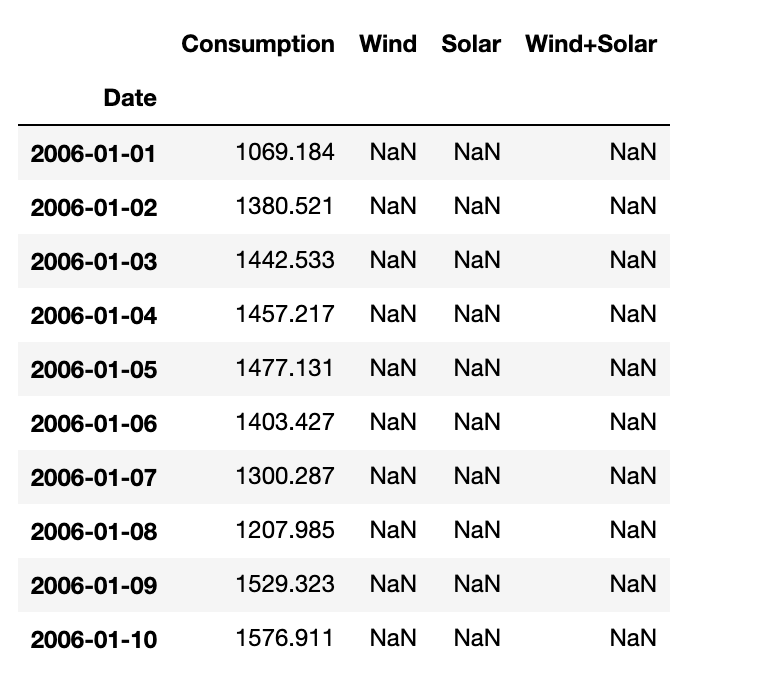 Consumption Wind Solar Wind+Solar
Date
2006-01-01 1069.184 NaN NaN NaN
2006-01-02 1380.521 NaN NaN NaN
2006-01-03 1442.533 NaN NaN NaN
2006-01-04 1457.217 NaN NaN NaN
2006-01-05 1477.131 NaN NaN NaN
2006-01-06 1403.427 NaN NaN NaN
2006-01-07 1300.287 NaN NaN NaN
2006-01-08 1207.985 NaN NaN NaN
2006-01-09 1529.323 NaN NaN NaN
2006-01-10 1576.911 NaN NaN NaN